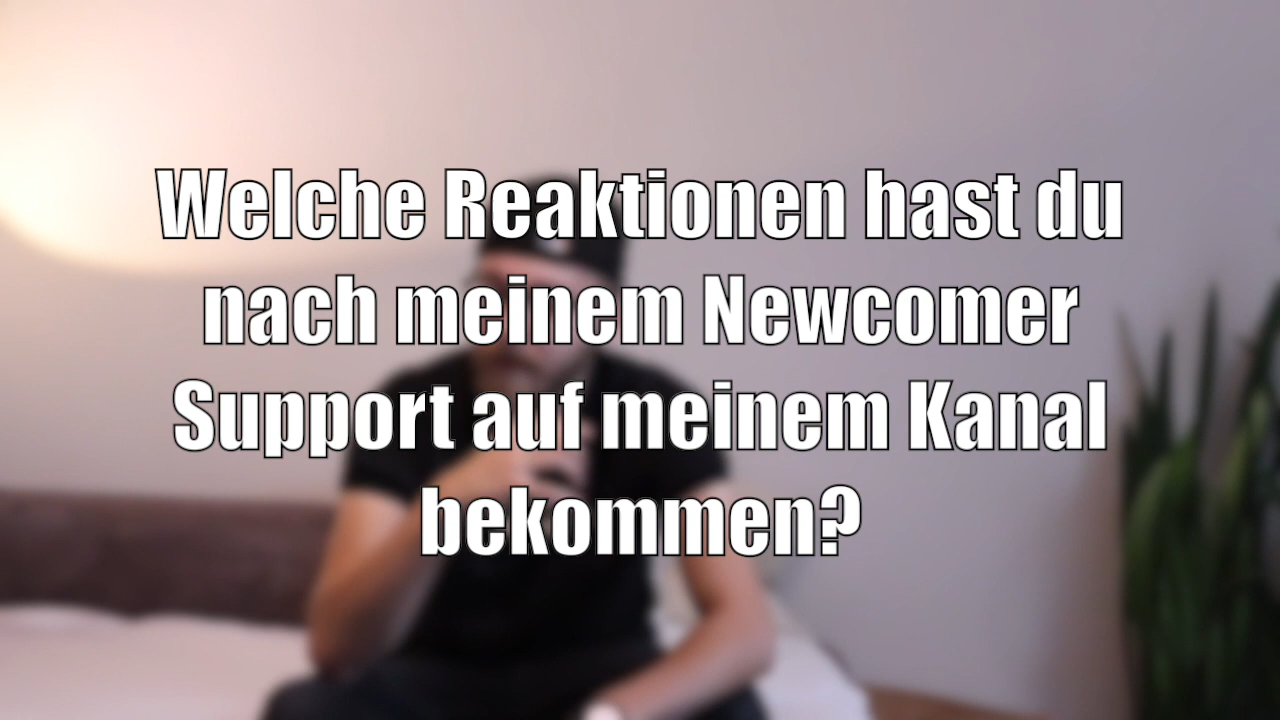 Welche Reaktionen hast du
nach meinem Newcomer
Support auf meinem Kanal
bekommen?